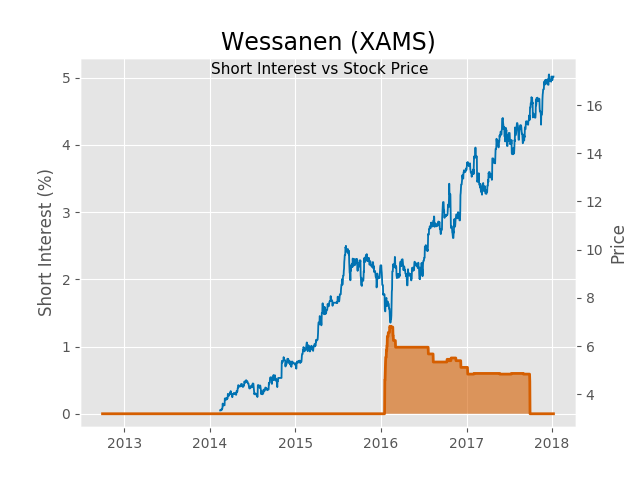 Wessanen (XAMS)
Short Interest vs Stock Price
Short Interest (%)
5
4
3
2
1
0
16
14
12
10
8
6
4
Price
2013 2014 2015 2016 2017 2018